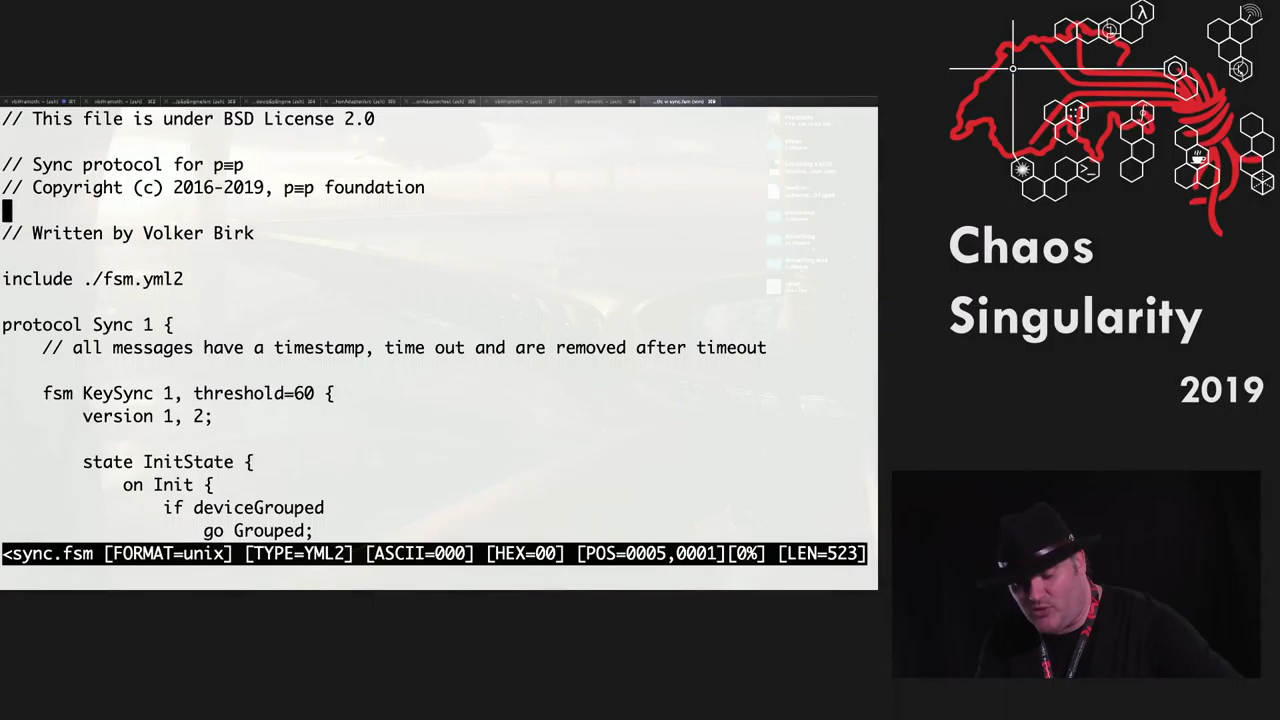 // This file is under BSD License 2.0
// Sync protocol for p≡p
// Copyright (c) 2016-2019, p≡p foundation
// Written by Volker Birk
include ./fsm.yml2
protocol Sync 1 {
// all messages have a timestamp, time out and are removed after timeout
fsm KeySync 1, threshold=60 {
version 1, 2;
state InitState {
on Init {
if deviceGrouped
go Grouped;
<sync.fsm [FORMAT=unix] [TYPE=YML2] [ASCII=000] [HEX=00] [POS=0005,0001][0%] [LEN=523]
Chaos
Singularity
2019